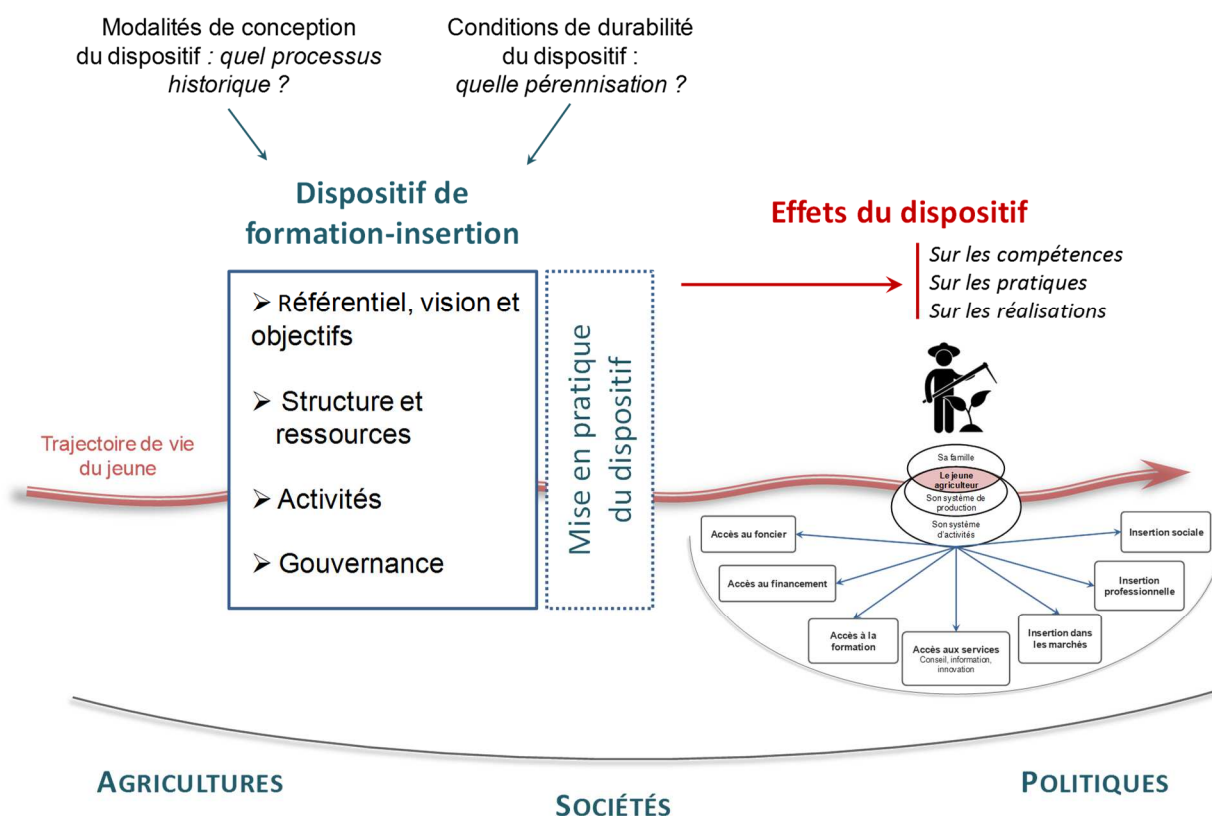 Modalités de conception
du dispositif : quel processus
historique ?
Conditions de durabilité
du dispositif :
quelle pérennisation ?
Dispositif de
formation-insertion
Effets du dispositif
Sur les compétences
Sur les pratiques
Sur les réalisations
➢ Référentiel, vision et
objectifs
➢ Structure et
ressources
➢ Activités
➢ Gouvernance
Mise en pratique
du dispositif
Trajectoire de vie
du jeune
Sa famille
Le jeune
agriculteur
Son système de
production
Son système
d'activités
Accès au foncier
Accès au financement
Accès à la
formation
Accès aux services
Conseil, information,
innovation
Insertion dans
les marchés
Insertion
professionnelle
Insertion sociale
AGRICULTURES
SOCIÉTÉS
POLITIQUES